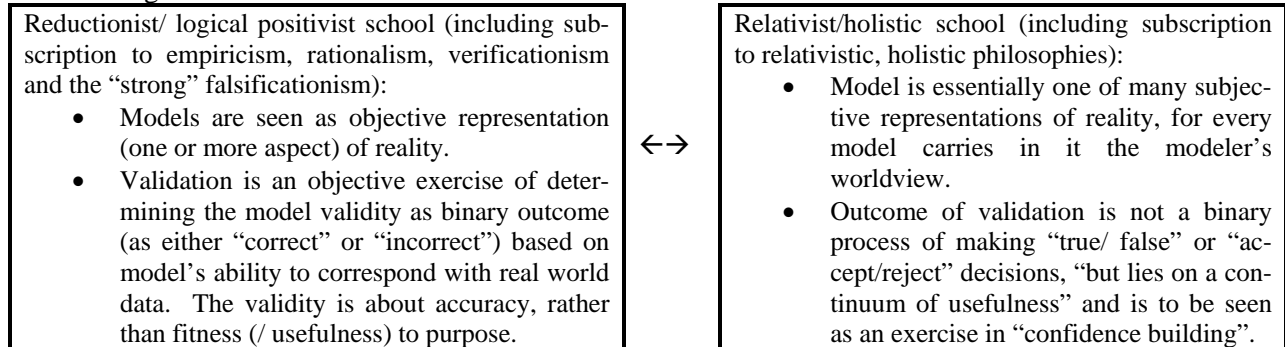 Reductionist/ logical positivist school (including sub-
scription to empiricism, rationalism, verificationism
and the “strong” falsificationism):
• Models are seen as objective representation
(one or more aspect) of reality.
• Validation is an objective exercise of deter-
mining the model validity as binary outcome
(as either “correct” or “incorrect”) based on
model’s ability to correspond with real world
data. The validity is about accuracy, rather
than fitness (/ usefulness) to purpose.
←→
Relativist/holistic school (including subscription
to relativistic, holistic philosophies):
• Model is essentially one of many subjec-
tive representations of reality, for every
model carries in it the modeler’s
worldview.
• Outcome of validation is not a binary
process of making “true/ false” or “ac-
cept/reject” decisions, “but lies on a con-
tinuum of usefulness” and is to be seen
as an exercise in “confidence building”.